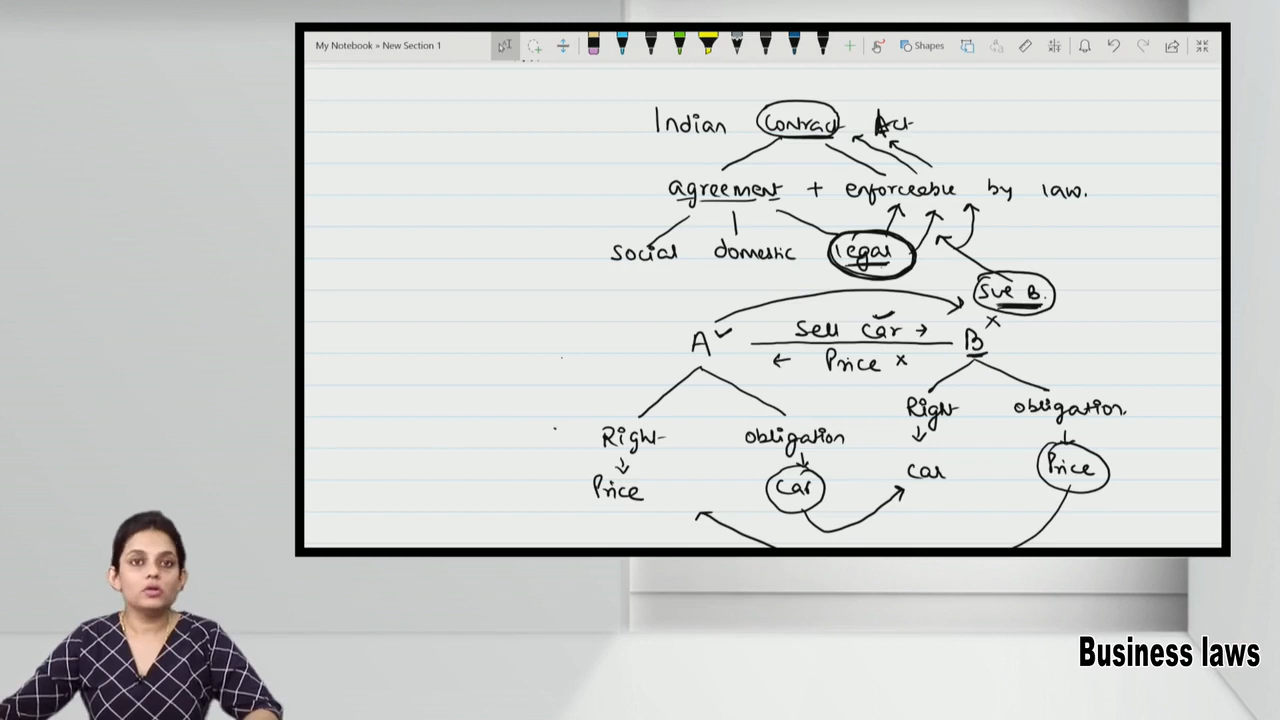 My Notebook » New Section 1
Shapes
Indian Contract Act
agreement + enforceable by law.
Social domestic legal
Sue B.
Sell Car →
A ✓ B x
← Price x
Right obligation.
Right obligation
↓ ↓ ↓ ↓
Car Price
Price Car
Business laws